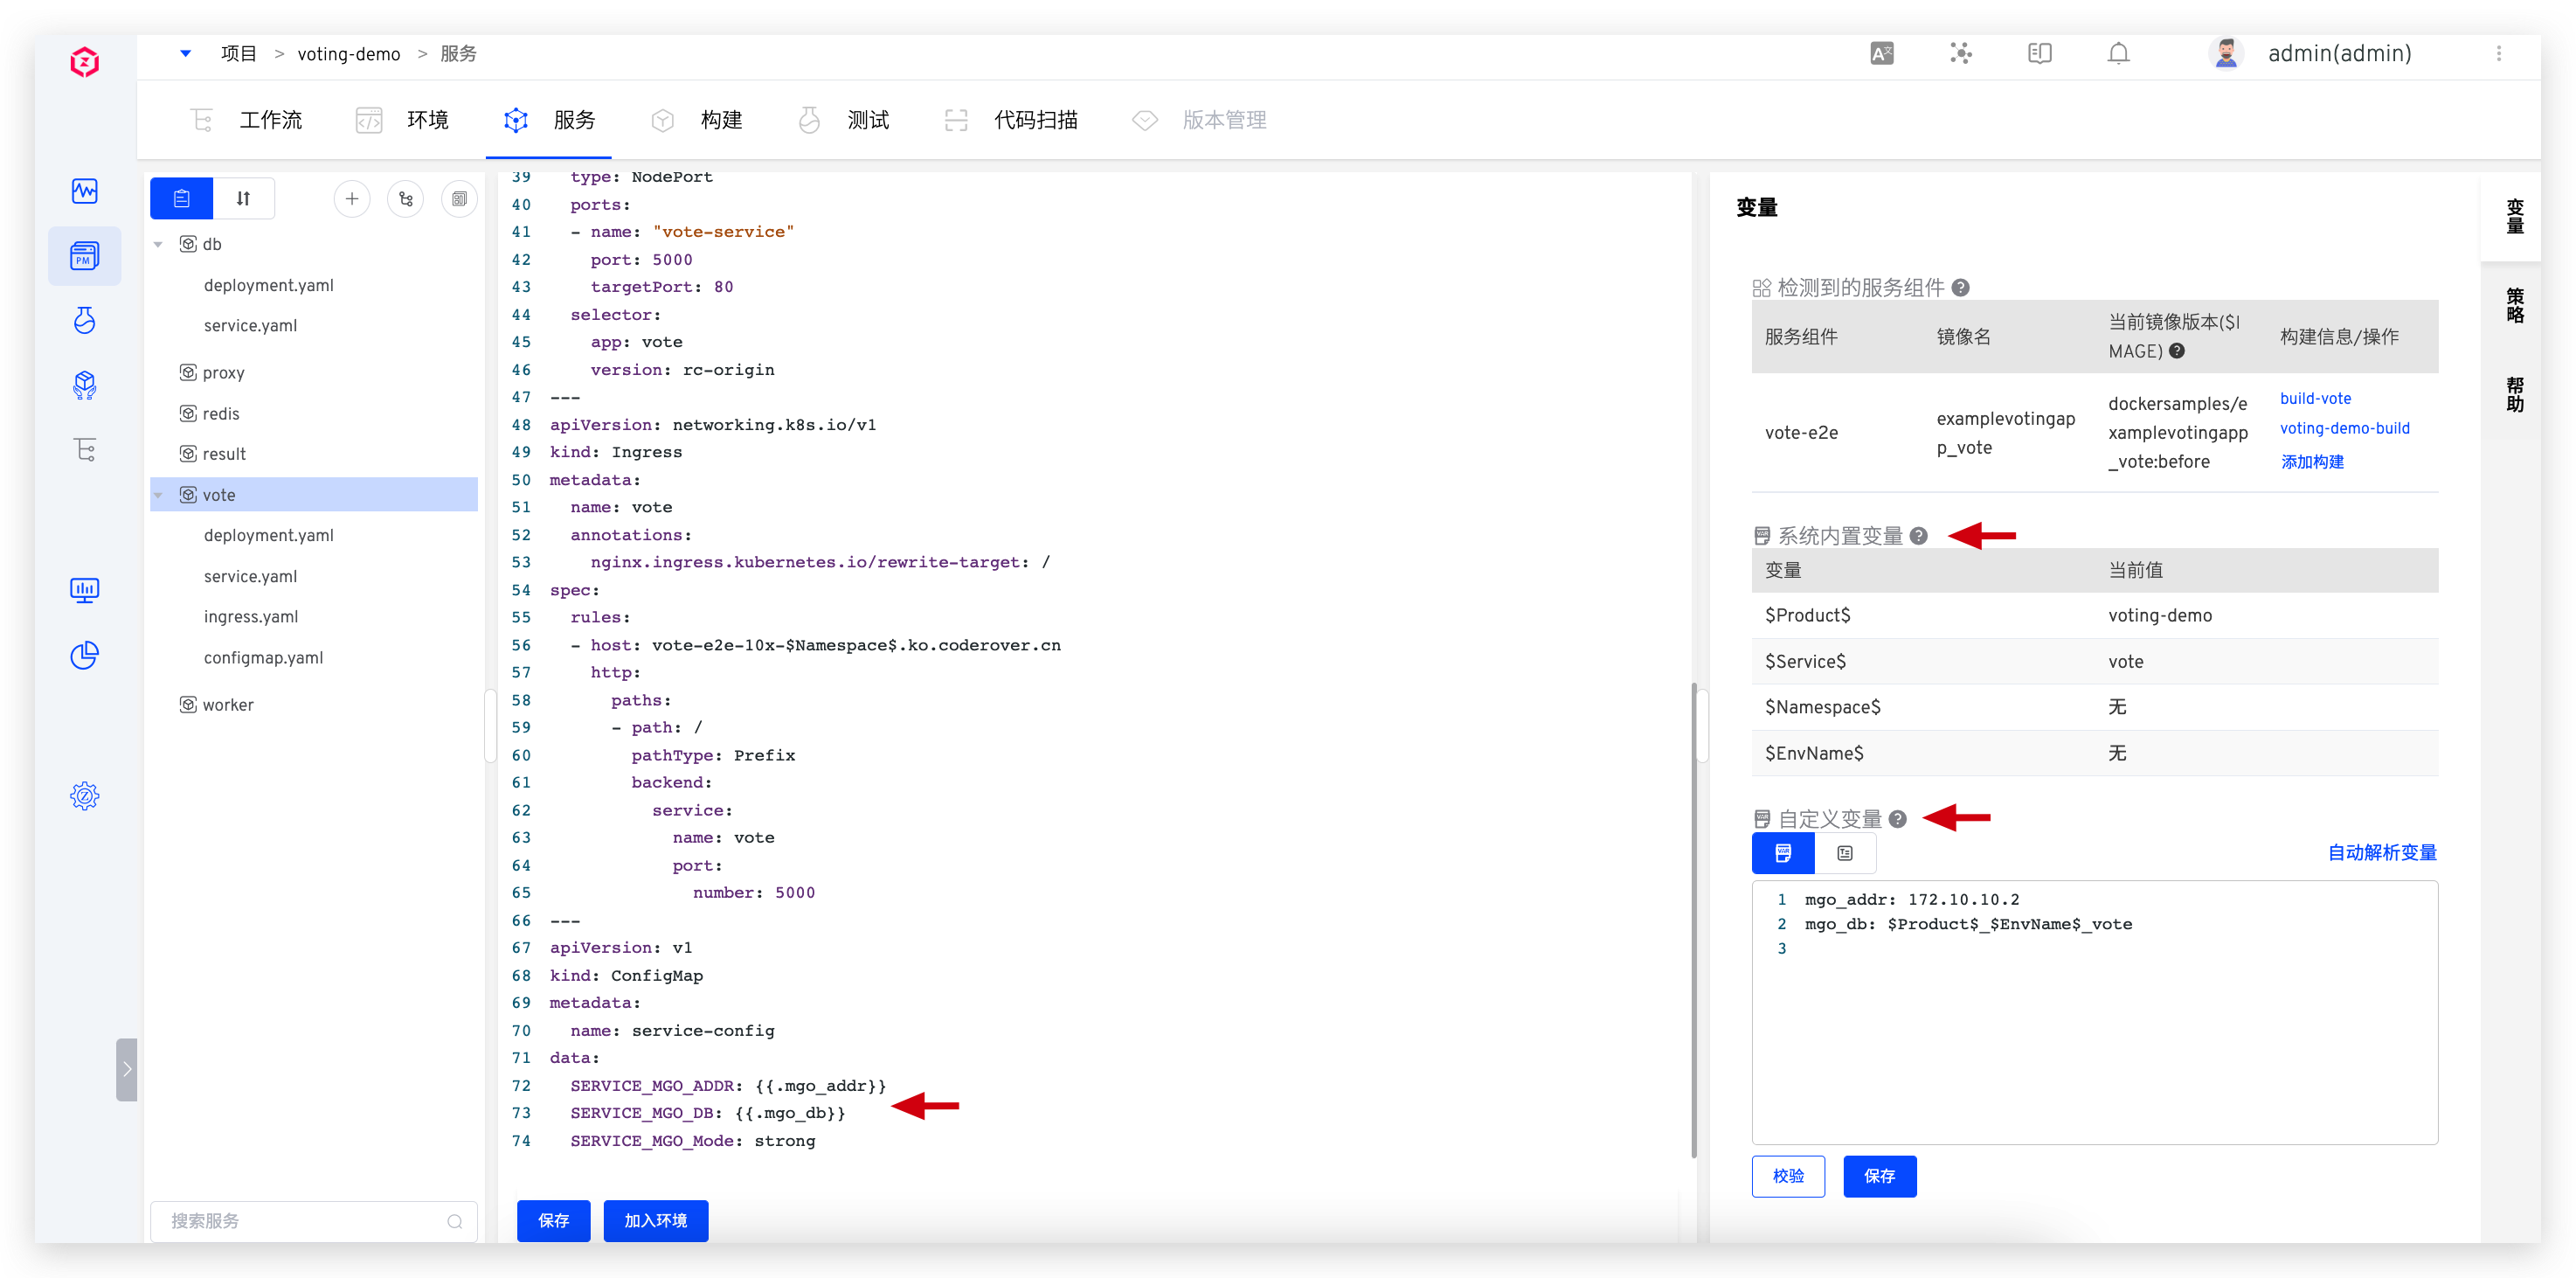 项目 > voting-demo > 服务
admin(admin)
工作流 环境 服务 构建 测试 代码扫描 版本管理
PM
db
deployment.yaml
service.yaml
proxy
redis
result
vote
deployment.yaml
service.yaml
ingress.yaml
configmap.yaml
worker
搜索服务
39 type: NodePort
40 ports:
41 - name: "vote-service"
42 port: 5000
43 targetPort: 80
44 selector:
45 app: vote
46 version: rc-origin
47 ---
48 apiVersion: networking.k8s.io/v1
49 kind: Ingress
50 metadata:
51 name: vote
52 annotations:
53 nginx.ingress.kubernetes.io/rewrite-target: /
54 spec:
55 rules:
56 - host: vote-e2e-10x-$Namespace$.ko.coderover.cn
57 http:
58 paths:
59 - path: /
60 pathType: Prefix
61 backend:
62 service:
63 name: vote
64 port:
65 number: 5000
66 ---
67 apiVersion: v1
68 kind: ConfigMap
69 metadata:
70 name: service-config
71 data:
72 SERVICE_MGO_ADDR: {{.mgo_addr}}
73 SERVICE_MGO_DB: {{.mgo_db}}
74 SERVICE_MGO_Mode: strong
保存 加入环境
变量
检测到的服务组件
服务组件 镜像名 当前镜像版本($I
MAGE) 构建信息/操作
vote-e2e
examplevotingap
p_vote
dockersamples/e
xamplevotingapp
_vote:before
build-vote
voting-demo-build
添加构建
系统内置变量
变量 当前值
$Product$ voting-demo
$Service$ vote
$Namespace$ 无
$EnvName$ 无
自定义变量
自动解析变量
1 mgo_addr: 172.10.10.2
2 mgo_db: $Product$_$EnvName$_vote
3
校验 保存
变量
策略
帮助